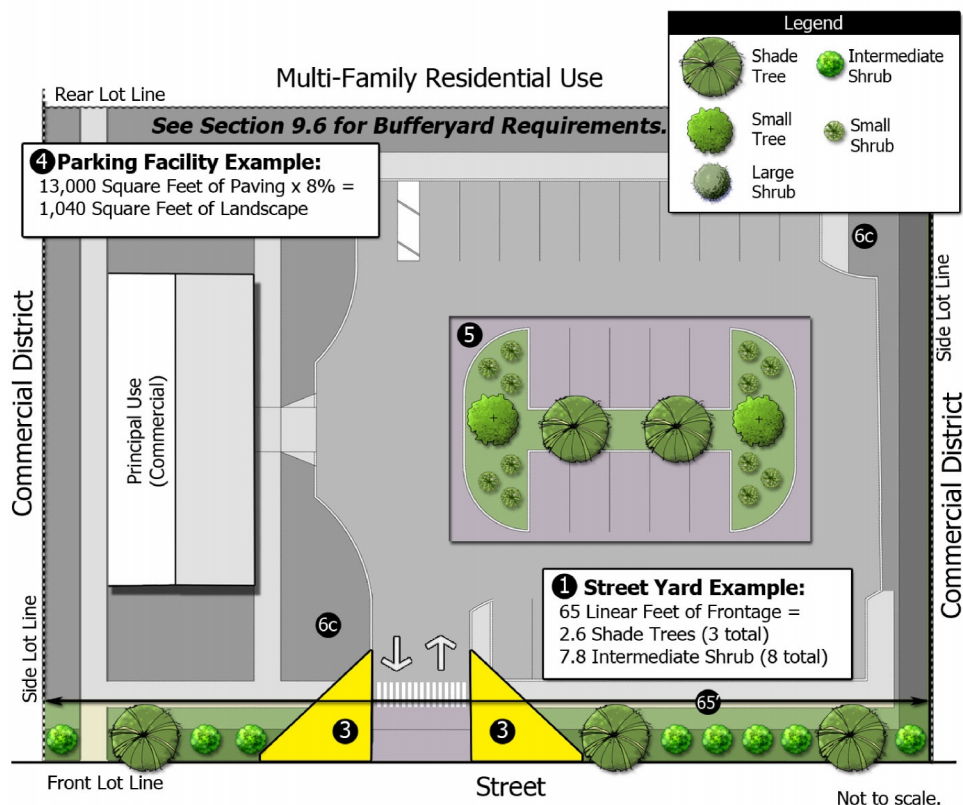 Legend
Shade
Tree
Intermediate
Shrub
Small
Tree
Small
Shrub
Large
Shrub
Multi-Family Residential Use
Rear Lot Line
See Section 9.6 for Bufferyard Requirements.
4 Parking Facility Example:
13,000 Square Feet of Paving x 8% =
1,040 Square Feet of Landscape
6c
Side Lot Line
Commercial District
5
Principal Use
(Commercial)
Commercial District
1 Street Yard Example:
65 Linear Feet of Frontage =
2.6 Shade Trees (3 total)
7.8 Intermediate Shrub (8 total)
6c
Side Lot Line
65'
3
3
Front Lot Line
Street
Not to scale.